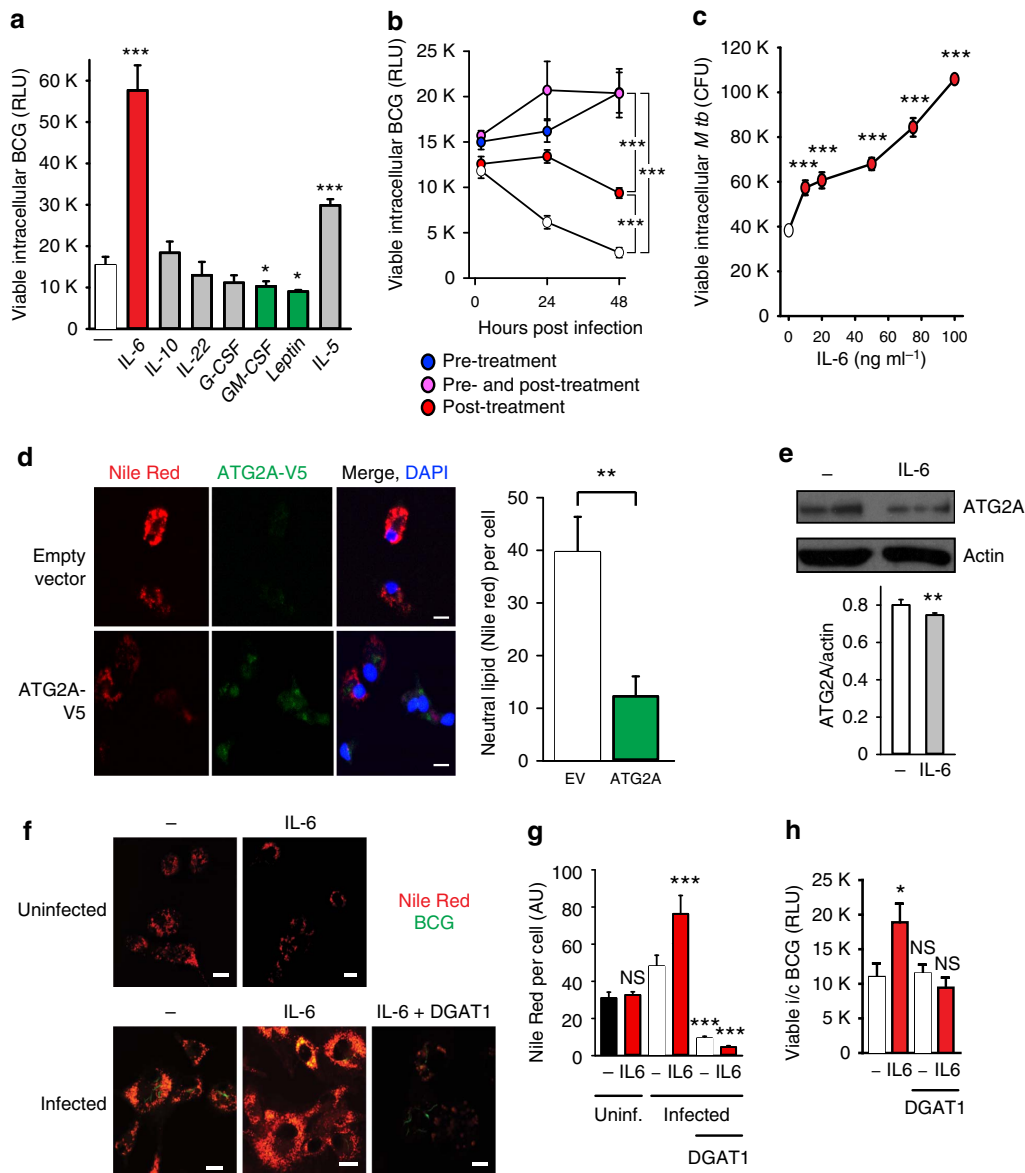 a
Viable intracellular BCG (RLU)
60 K
50 K
40 K
30 K
20 K
10 K
0
***
*
*
***
—
IL-6
IL-10
IL-22
G-CSF
GM-CSF
Leptin
IL-5
b
Viable intracellular BCG (RLU)
25 K
20 K
15 K
10 K
5 K
0
***
***
***
0
24
48
Hours post infection
Pre-treatment
Pre- and post-treatment
Post-treatment
c
Viable intracellular M tb (CFU)
120 K
100 K
80 K
60 K
40 K
20 K
0
***
***
***
***
***
0 20 40 60 80 100
IL-6 (ng ml−1)
d
Nile Red
ATG2A-V5
Merge, DAPI
Empty vector
ATG2A-V5
Neutral lipid (Nile red) per cell
50
40
30
20
10
0
**
EV
ATG2A
e
– IL-6
ATG2A
Actin
ATG2A/actin
0.8
0.4
0.2
0
**
– IL-6
f
– IL-6
Uninfected
Nile Red
BCG
– IL-6 IL-6 + DGAT1
Infected
g
Nile Red per cell (AU)
100
80
60
40
20
0
NS
***
***
***
– IL6 – IL6 – IL6
Uninf.
Infected
DGAT1
h
Viable i/c BCG (RLU)
25 K
20 K
15 K
10 K
5 K
0
*
NS
NS
– IL6 – IL6
DGAT1